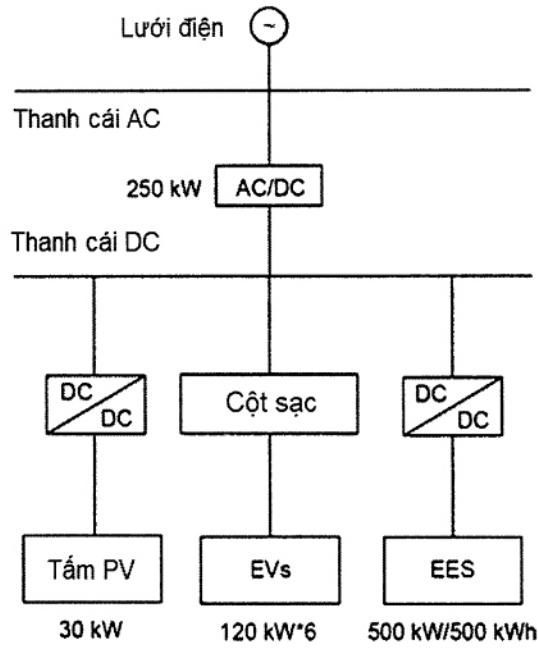 Lưới điện
~
Thanh cái AC
250 kW
AC/DC
Thanh cái DC
DC
DC
Cột sạc
DC
DC
Tấm PV
EVs
EES
30 kW
120 kW*6
500 kW/500 kWh